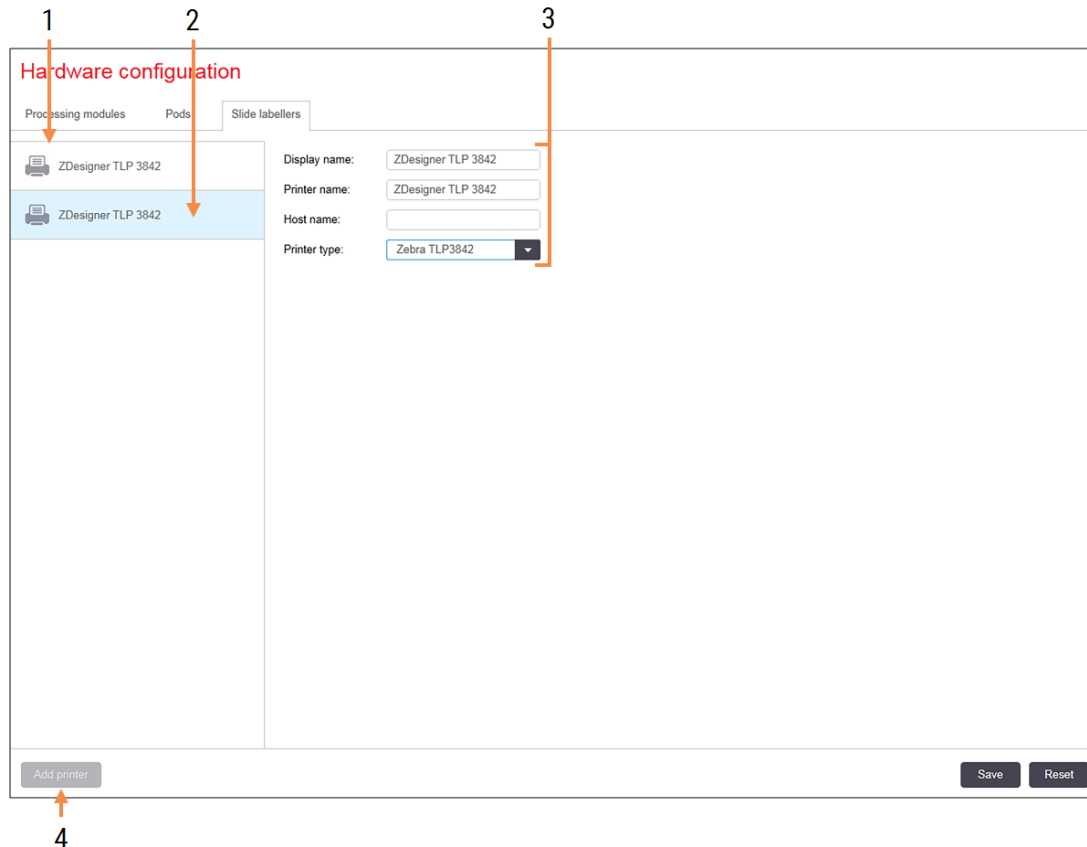 1 2 3
Hardware configuration
Processing modules Pods Slide labellers
ZDesigner TLP 3842
ZDesigner TLP 3842
Display name: ZDesigner TLP 3842
Printer name: ZDesigner TLP 3842
Host name:
Printer type: Zebra TLP3842
Add printer Save Reset
4